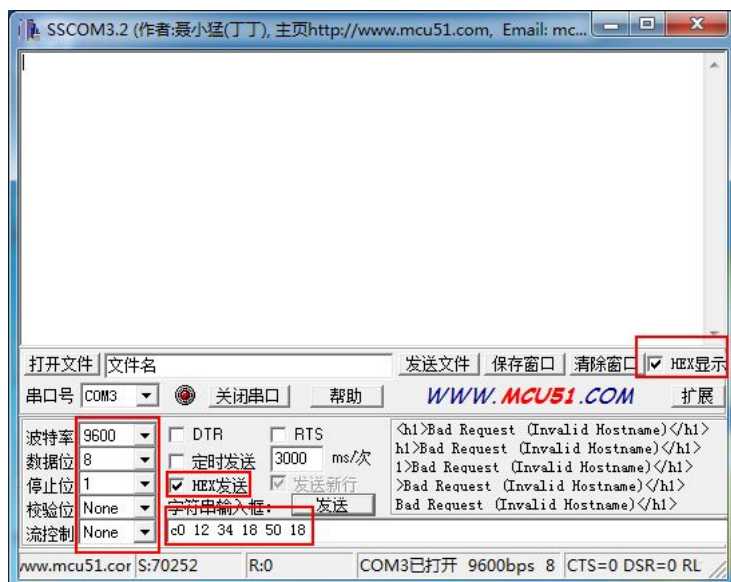 SSCOM3.2 (作者:聂小猛(丁丁), 主页http://www.mcu51.com, Email: mc...
打开文件 文件名 发送文件 保存窗口 清除窗口 HEX显示
串口号 COM3 关闭串口 帮助 WWW.MCU51.COM 扩展
波特率 9600 DTR RTS
数据位 8 定时发送 3000 ms/次
停止位 1 HEX发送 发送新行
校验位 None 字符串输入框: 发送
流控制 None c0 12 34 18 50 18
<h1>Bad Request (Invalid Hostname)</h1>
h1>Bad Request (Invalid Hostname)</h1>
1>Bad Request (Invalid Hostname)</h1>
>Bad Request (Invalid Hostname)</h1>
Bad Request (Invalid Hostname)</h1>
www.mcu51.cor S:70252 R:0 COM3已打开 9600bps 8 CTS=0 DSR=0 RL